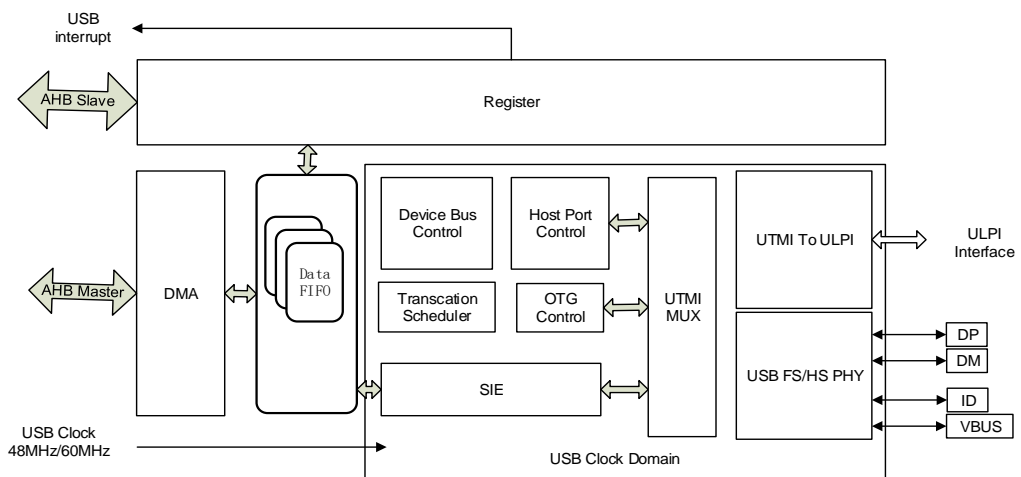 USB
interrupt
AHB Slave
Register
Device Bus
Control
Host Port
Control
UTMI To ULPI
ULPI
Interface
AHB Master
DMA
Data
FIFO
Transcation
Scheduler
OTG
Control
UTMI
MUX
USB FS/HS PHY
DP
DM
ID
VBUS
SIE
USB Clock
48MHz/60MHz
USB Clock Domain